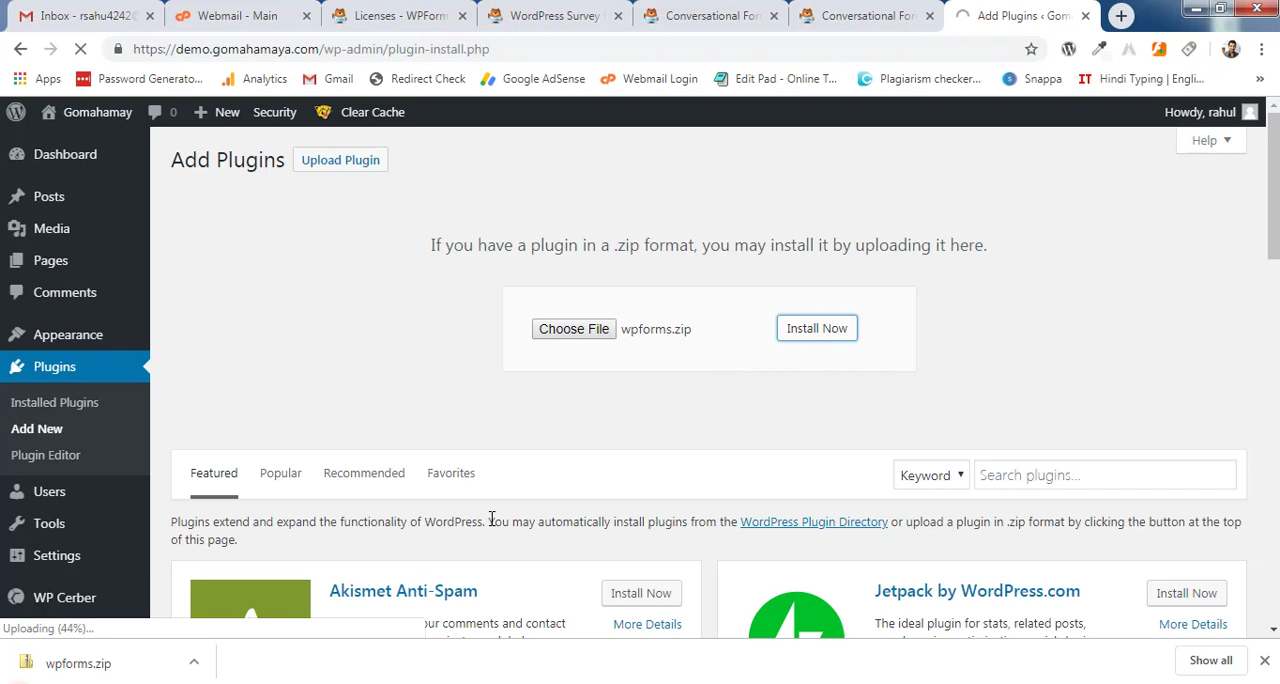 Inbox - rsahu4242@
Webmail - Main
Licenses - WPForm
WordPress Survey
Conversational For
Conversational For
Add Plugins ‹ Gom
https://demo.gomahamaya.com/wp-admin/plugin-install.php
Apps
Password Generato...
Analytics
Gmail
Redirect Check
Google AdSense
Webmail Login
Edit Pad - Online T...
Plagiarism checker...
Snappa
Hindi Typing | Engli...
»
Gomahamay
0
New
Security
Clear Cache
Howdy, rahul
Dashboard
Posts
Media
Pages
Comments
Appearance
Plugins
Installed Plugins
Add New
Plugin Editor
Users
Tools
Settings
WP Cerber
Add Plugins
Upload Plugin
Help
If you have a plugin in a .zip format, you may install it by uploading it here.
Choose File
wpforms.zip
Install Now
Featured
Popular
Recommended
Favorites
Keyword
Search plugins...
Plugins extend and expand the functionality of WordPress. You may automatically install plugins from the WordPress Plugin Directory or upload a plugin in .zip format by clicking the button at the top
of this page.
Akismet Anti-Spam
Install Now
our comments and contact
More Details
Jetpack by WordPress.com
Install Now
The ideal plugin for stats, related posts,
More Details
Uploading (44%)...
wpforms.zip
Show all